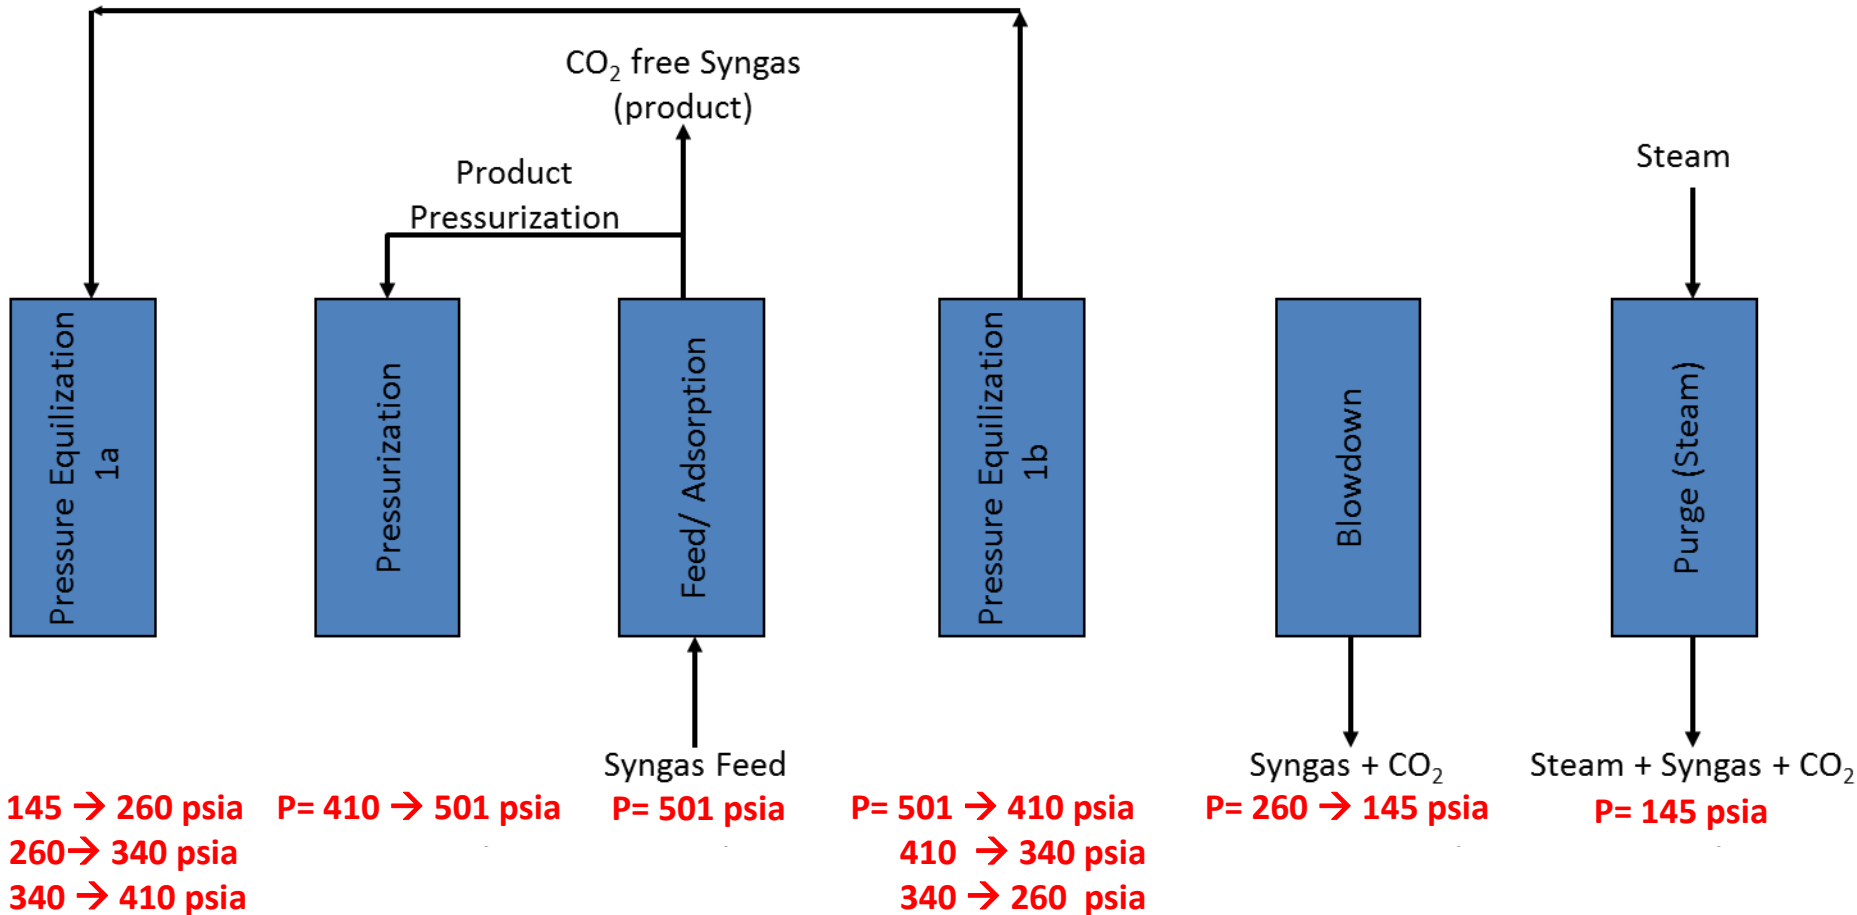 CO₂ free Syngas
(product)
Product
Pressurization
Steam
Pressure Equilization
1a
Pressurization
Feed/ Adsorption
Pressure Equilization
1b
Blowdown
Purge (Steam)
Syngas Feed
Syngas + CO₂
Steam + Syngas + CO₂
145 → 260 psia
260→ 340 psia
340 → 410 psia
P= 410 → 501 psia
P= 501 psia
P= 501 → 410 psia
410 → 340 psia
340 → 260 psia
P= 260 → 145 psia
P= 145 psia